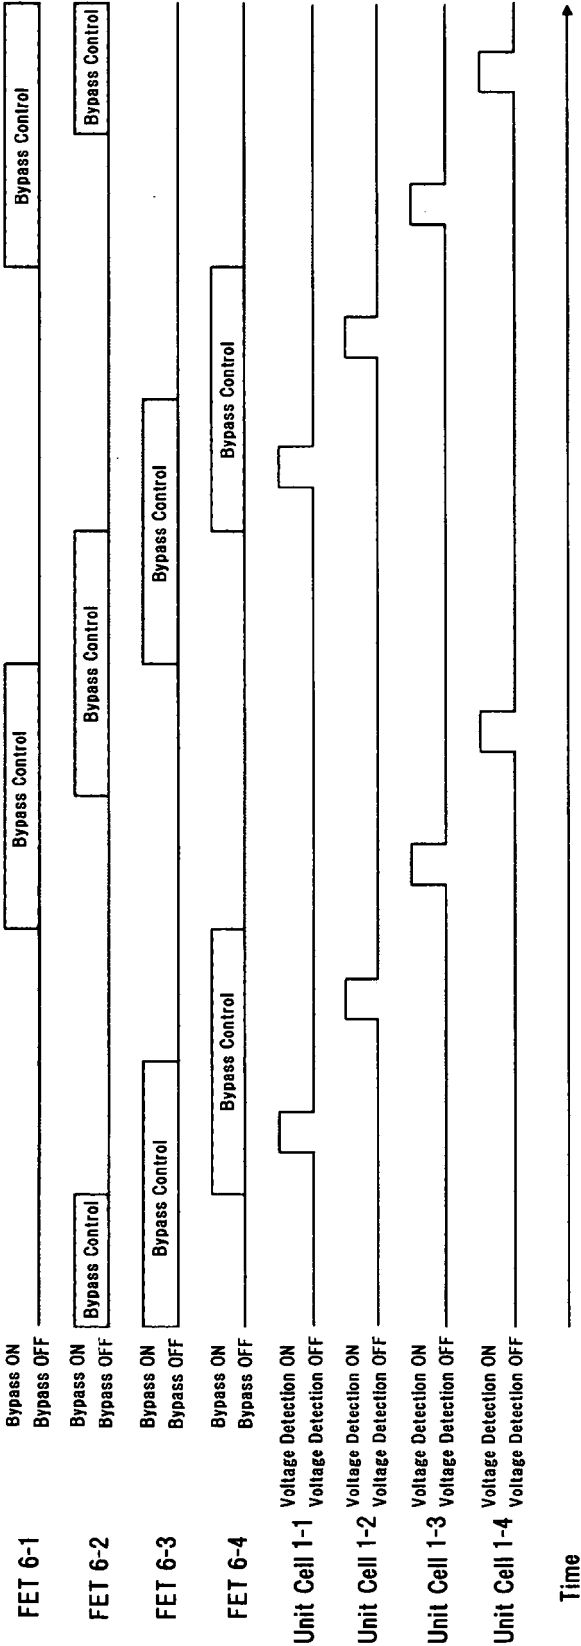 FET 6-1
Bypass ON
Bypass OFF
Bypass Control
Bypass Control
FET 6-2
Bypass ON
Bypass OFF
Bypass Control
Bypass Control
Bypass Control
FET 6-3
Bypass ON
Bypass OFF
Bypass Control
Bypass Control
FET 6-4
Bypass ON
Bypass OFF
Bypass Control
Bypass Control
Unit Cell 1-1
Voltage Detection ON
Voltage Detection OFF
Unit Cell 1-2
Voltage Detection ON
Voltage Detection OFF
Unit Cell 1-3
Voltage Detection ON
Voltage Detection OFF
Unit Cell 1-4
Voltage Detection ON
Voltage Detection OFF
Time